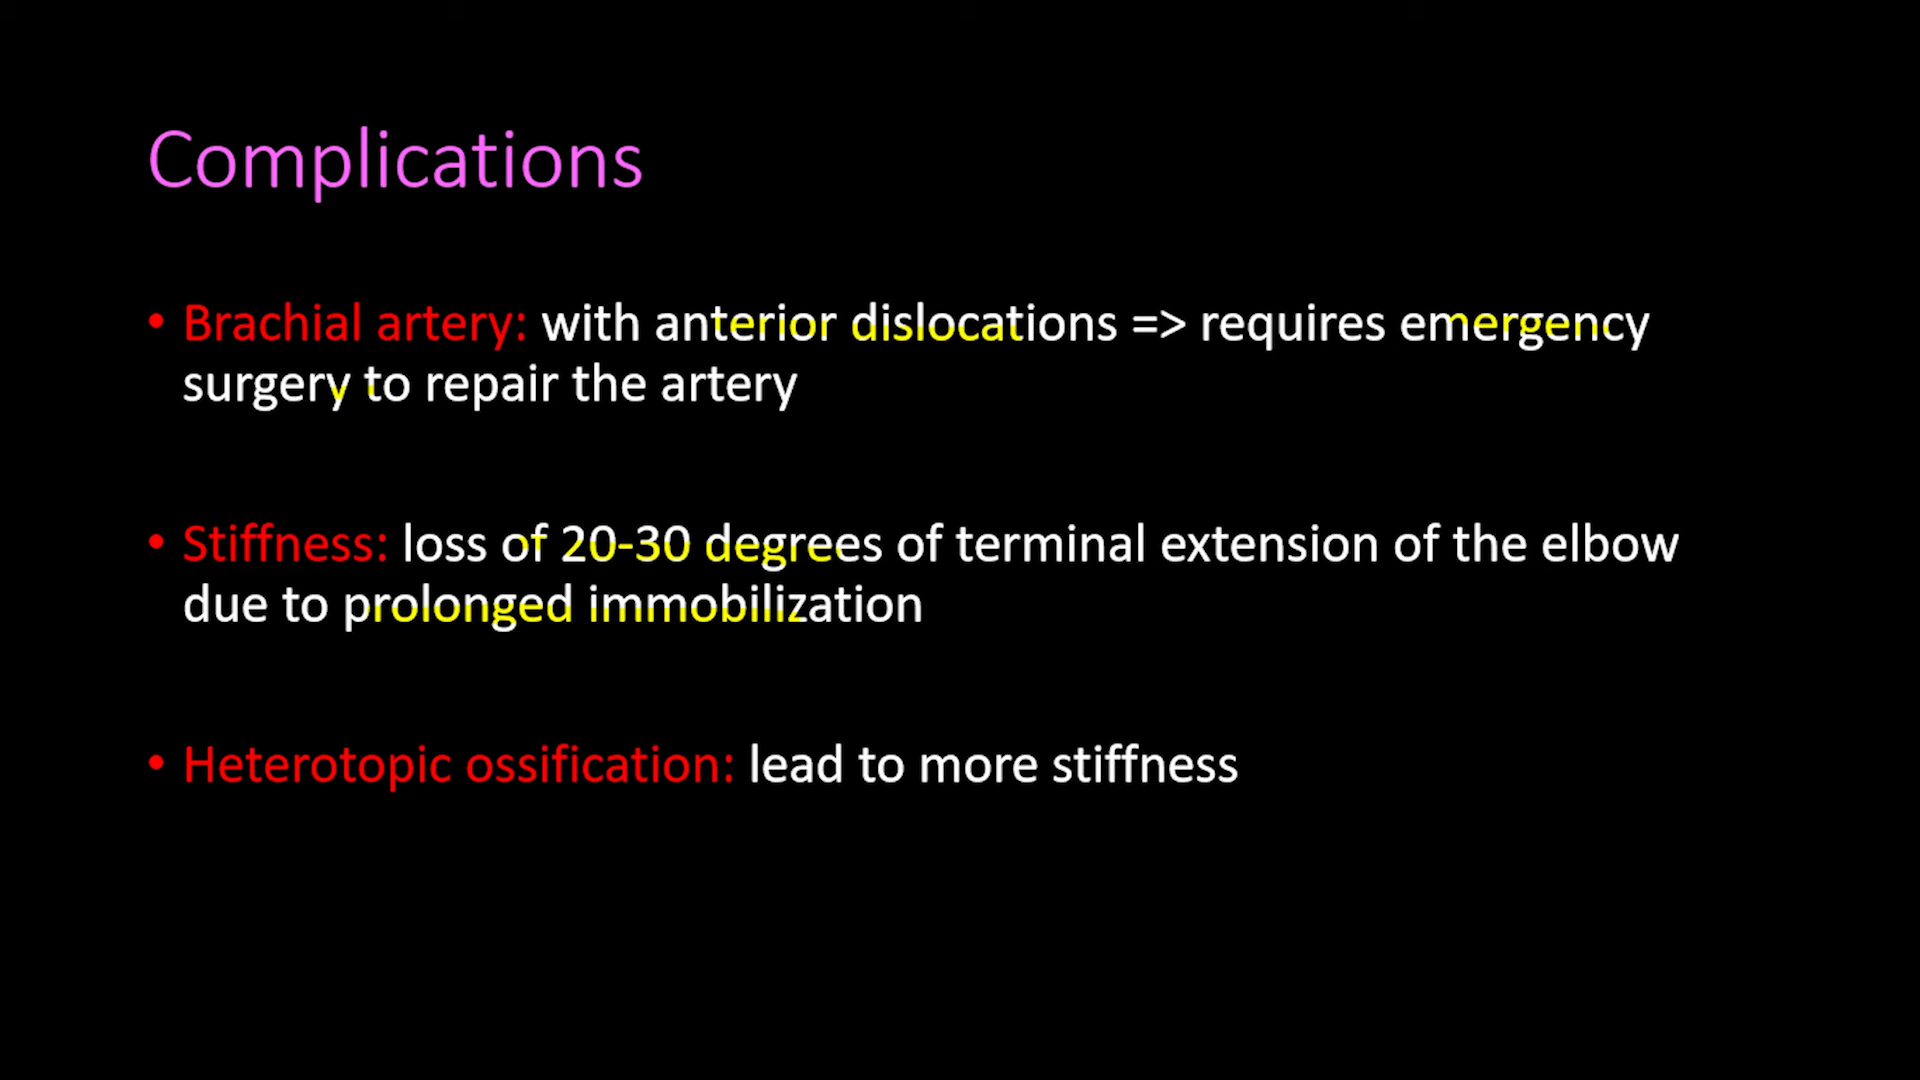 Complications
• Brachial artery: with anterior dislocations => requires emergency
surgery to repair the artery
• Stiffness: loss of 20-30 degrees of terminal extension of the elbow
due to prolonged immobilization
• Heterotopic ossification: lead to more stiffness